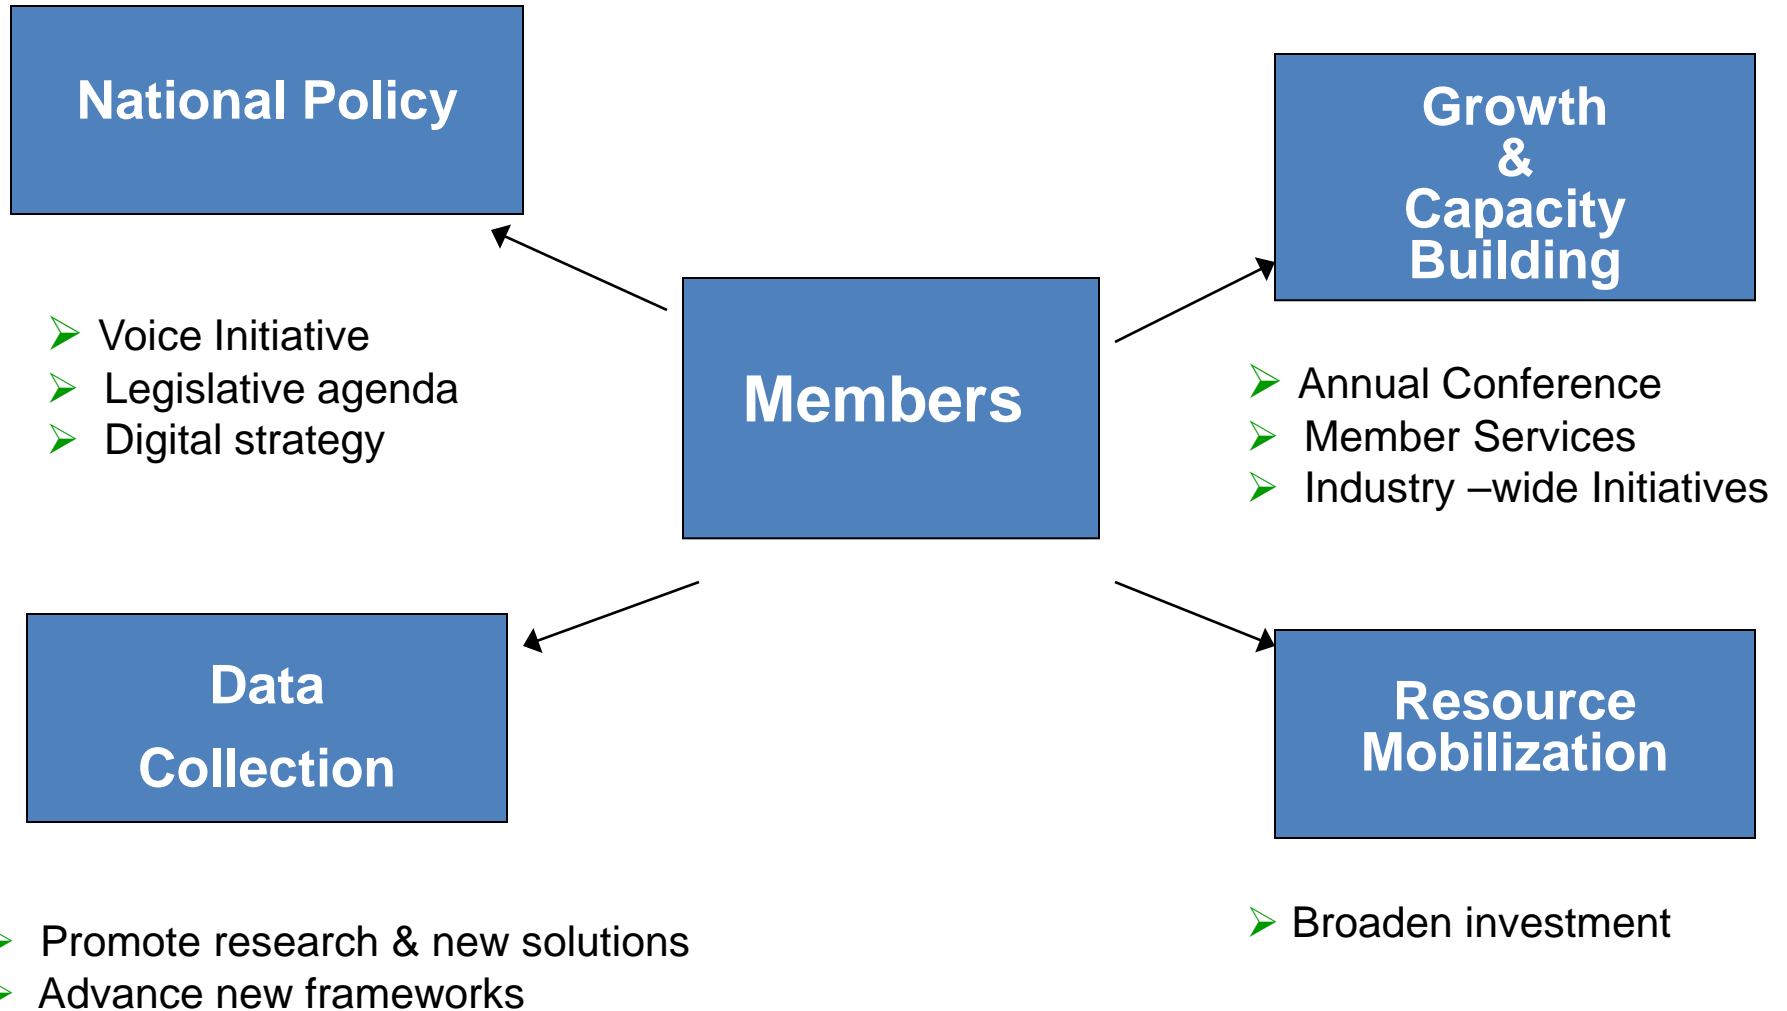 National Policy
Voice Initiative
Legislative agenda
Digital strategy
Growth
&
Capacity
Building
Annual Conference
Member Services
Industry –wide Initiatives
Members
Data
Collection
Promote research & new solutions
Advance new frameworks
Resource
Mobilization
Broaden investment